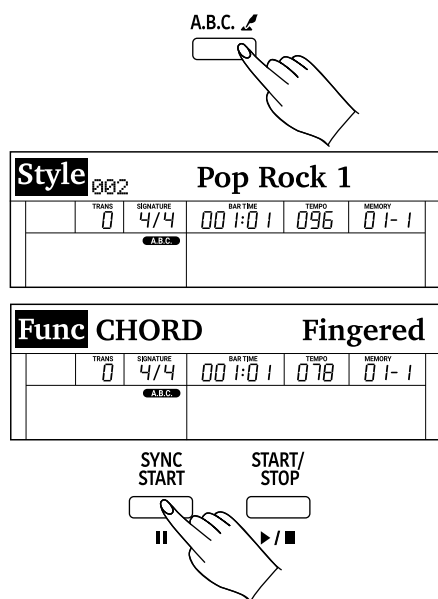 A.B.C.
Style 002 Pop Rock 1
TRANS SIGNATURE BAR TIME TEMPO MEMORY
0 4/4 001:01 096 01-1
A.B.C.
Func CHORD Fingered
TRANS SIGNATURE BAR TIME TEMPO MEMORY
0 4/4 001:01 078 01-1
A.B.C.
SYNC START/
START STOP